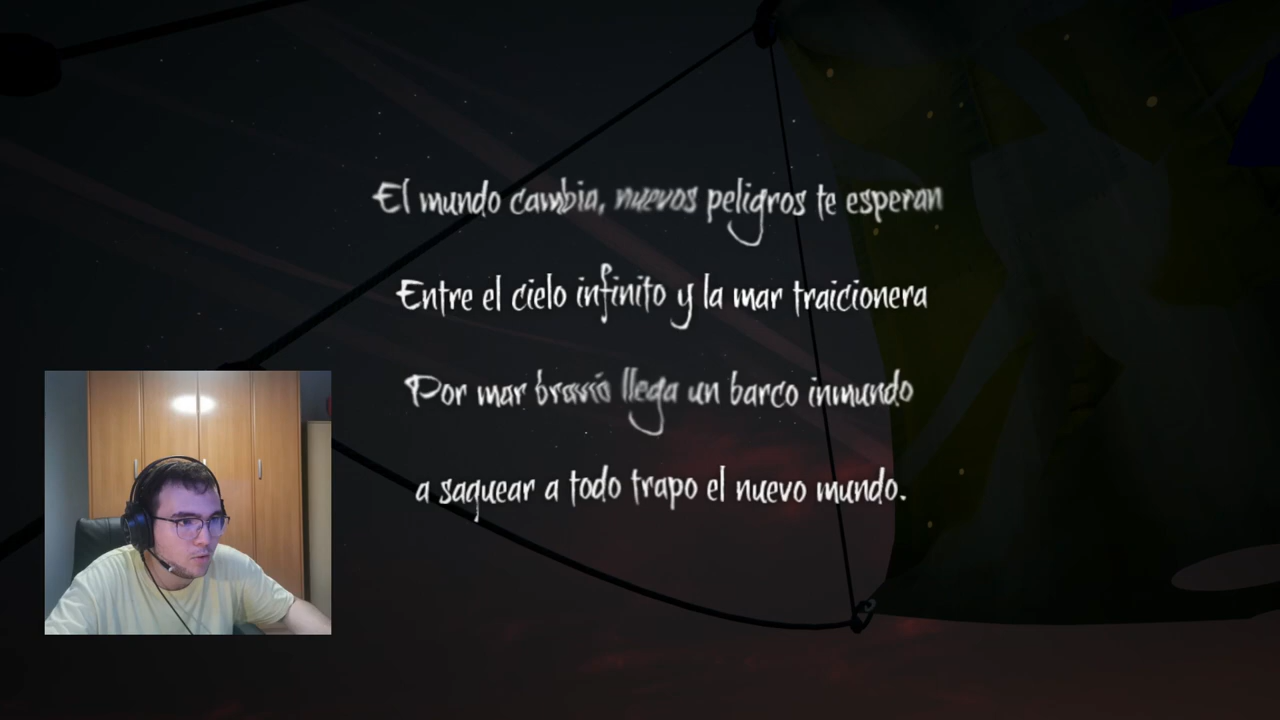 El mundo cambia, nuevos peligros te esperan
Entre el cielo infinito y la mar traicionera
Por mar bravío llega un barco inmundo
a saquear a todo trapo el nuevo mundo.